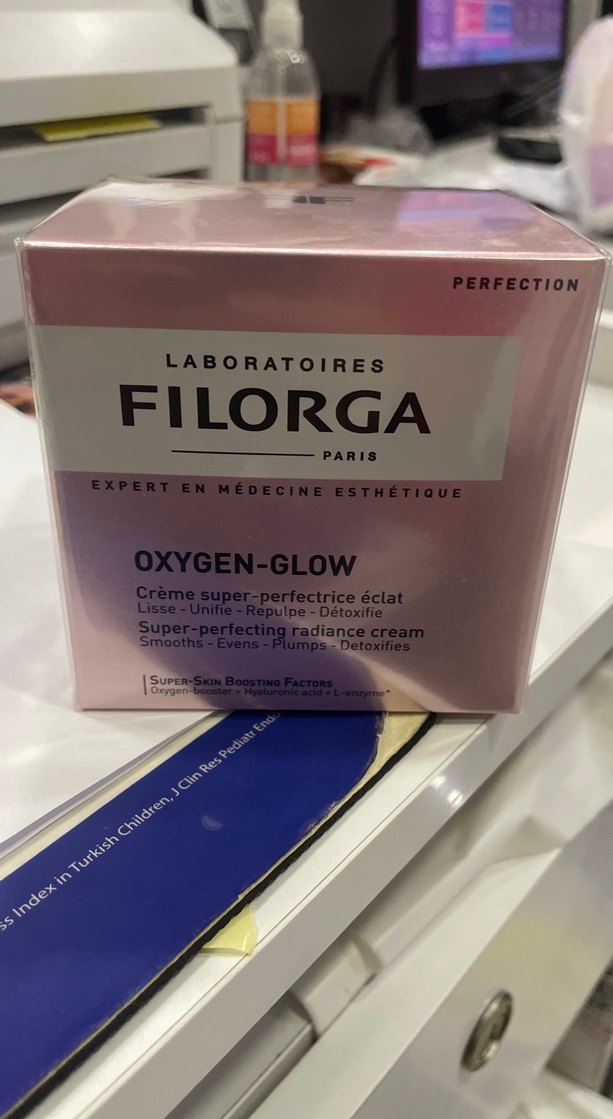 PERFECTION
LABORATOIRES
FILORGA
PARIS
EXPERT EN MÉDECINE ESTHÉTIQUE
OXYGEN-GLOW
Crème super-perfectrice éclat
Lisse - Unifie - Repulpe - Détoxifie
Super-perfecting radiance cream
Smooths - Evens - Plumps - Detoxifies
SUPER-SKIN BOOSTING FACTORS
Oxygen-booster + Hyaluronic acid + L-enzyme*
Index in Turkish Children, J Clin Res Pediatr